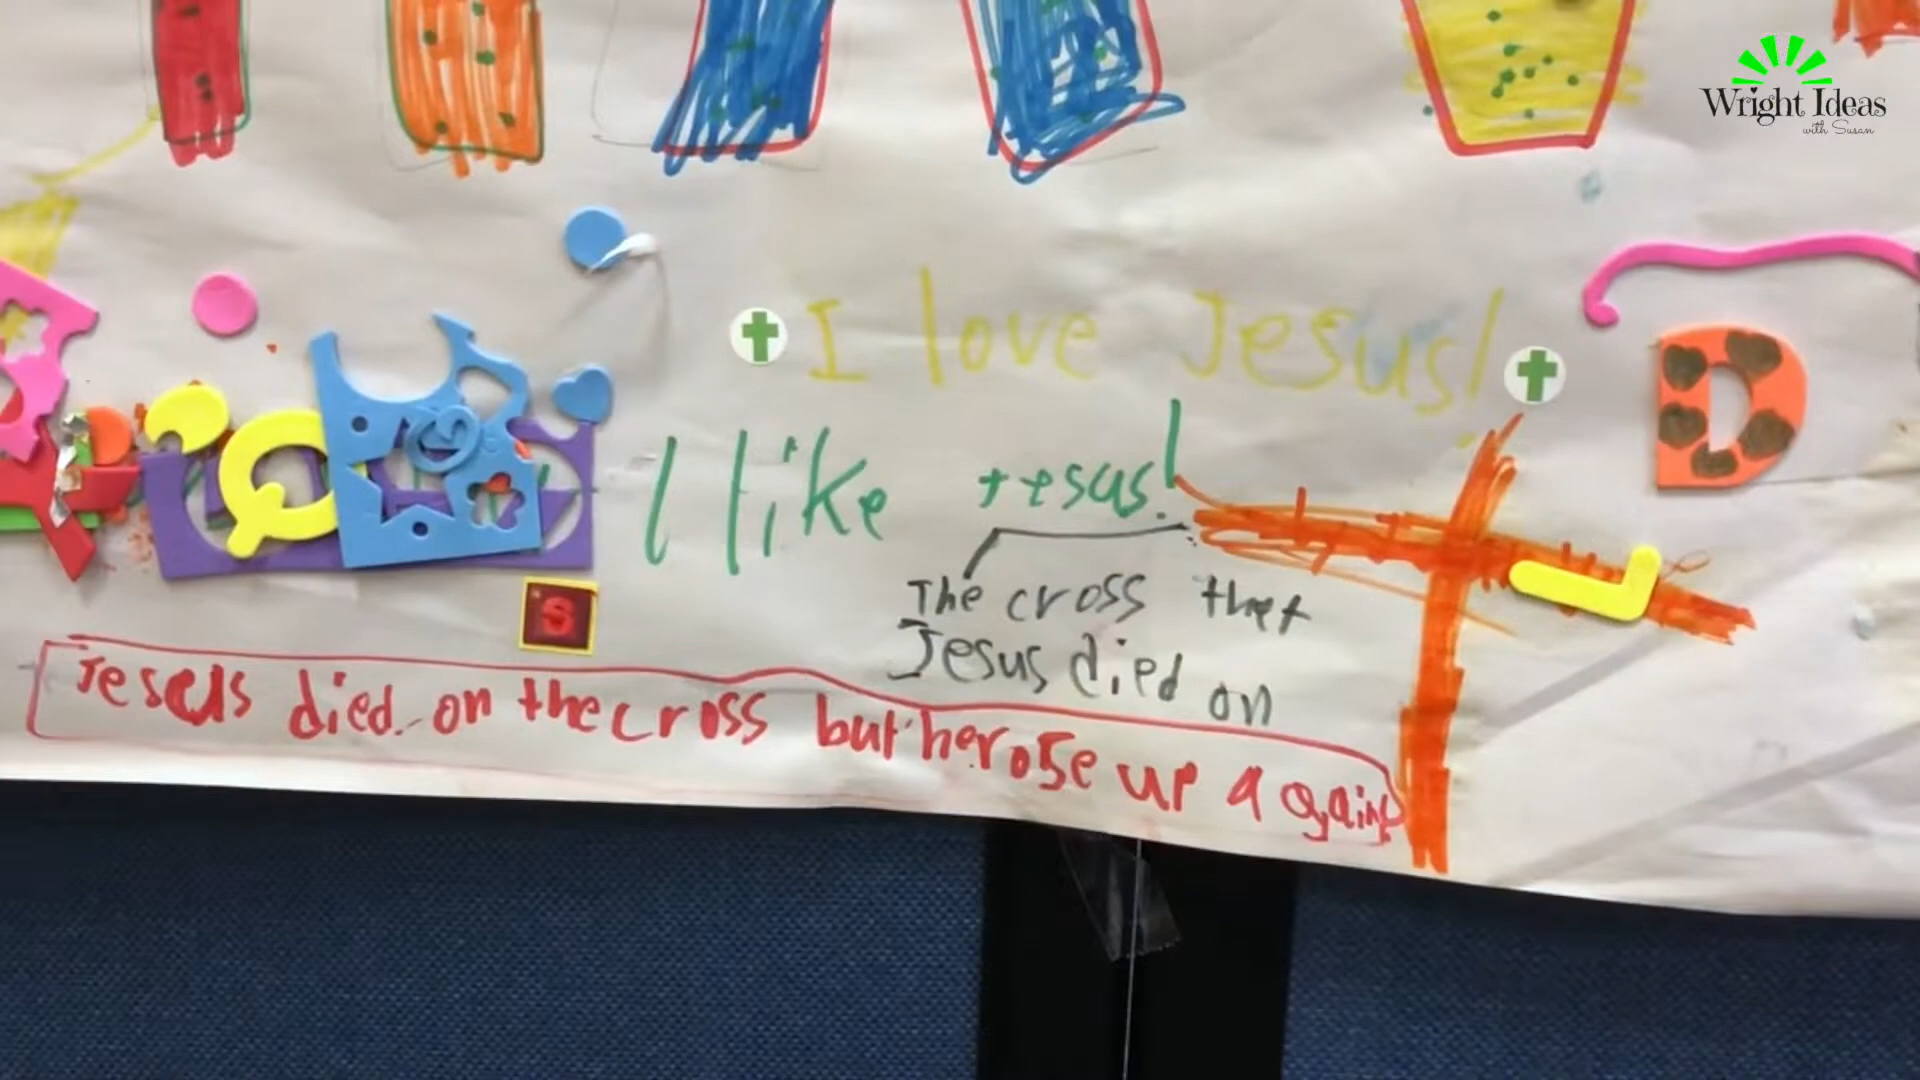 Wright Ideas
with Susan
I love Jesus!
D
I like Jesus!
The cross that
Jesus died on
S
Jesus died on the cross but he rose up again